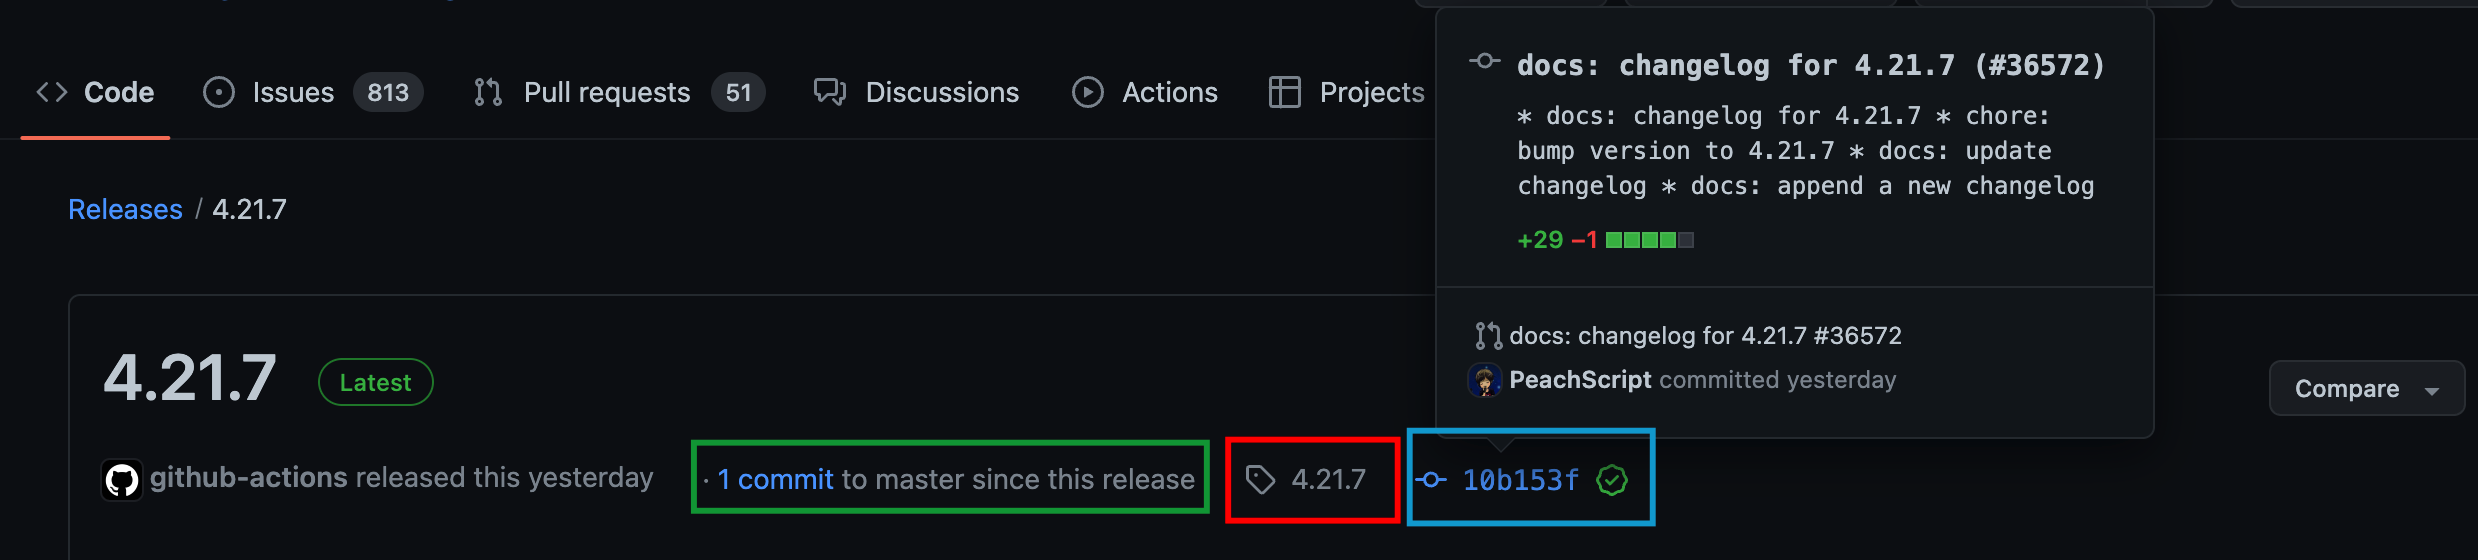 Code Issues 813 Pull requests 51 Discussions Actions Projects
docs: changelog for 4.21.7 (#36572)
* docs: changelog for 4.21.7 * chore:
bump version to 4.21.7 * docs: update
changelog * docs: append a new changelog
+29 −1
docs: changelog for 4.21.7 #36572
PeachScript committed yesterday
Releases / 4.21.7
4.21.7 Latest
Compare
github-actions released this yesterday · 1 commit to master since this release 4.21.7 10b153f